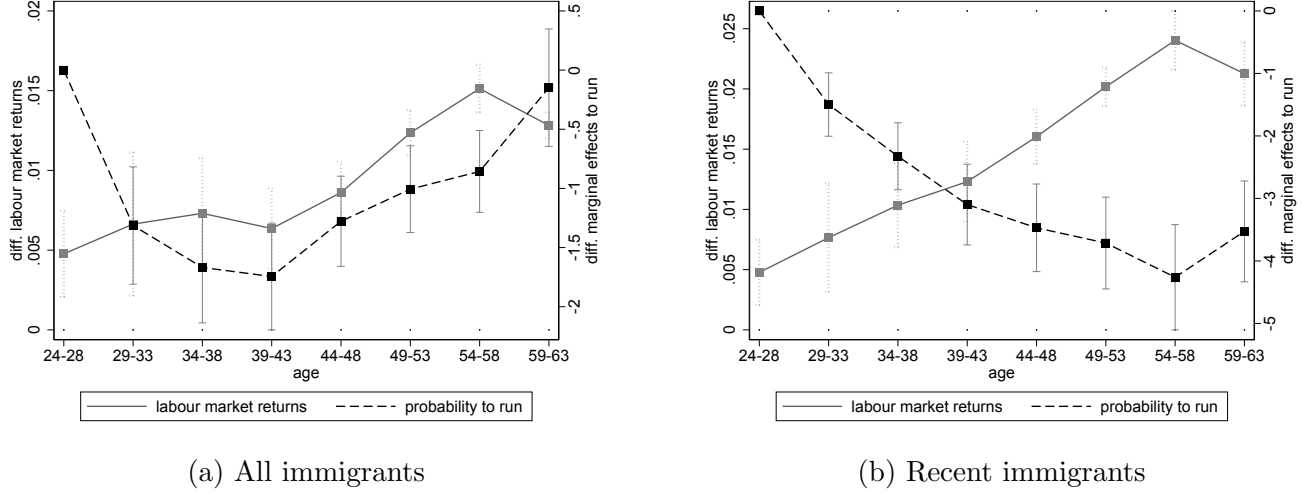 diff. labour market returns
.02
.015
.01
.005
0
.5
0
-.5
-1
-1.5
-2
diff. marginal effects to run
24-28 29-33 34-38 39-43 44-48 49-53 54-58 59-63
age
labour market returns probability to run
(a) All immigrants
diff. labour market returns
.025
.02
.015
.01
.005
0
0
-1
-2
-3
-4
-5
diff. marginal effects to run
24-28 29-33 34-38 39-43 44-48 49-53 54-58 59-63
age
labour market returns probability to run
(b) Recent immigrants